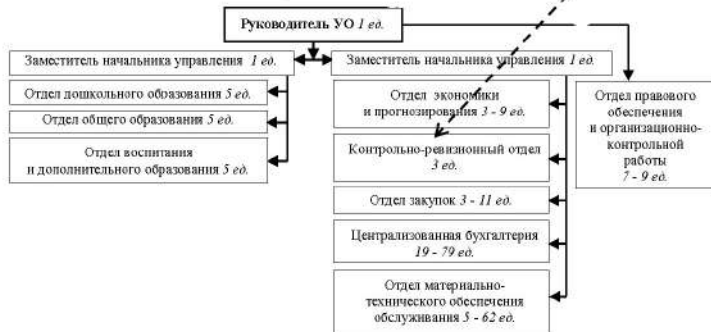 Руководитель УО 1 ед.
Заместитель начальника управления 1 ед.
Отдел дошкольного образования 5 ед.
Отдел общего образования 5 ед.
Отдел воспитания
и дополнительного образования 5 ед.
Заместитель начальника управления 1 ед.
Отдел экономики
и прогнозирования 3 - 9 ед.
Контрольно-ревизионный отдел
3 ед.
Отдел закупок 3 - 11 ед.
Централизованная бухгалтерия
19 - 79 ед.
Отдел материально-
технического обеспечения
обслуживания 5 - 62 ед.
Отдел правового
обеспечения
и организационно-
контрольной
работы
7 - 9 ед.